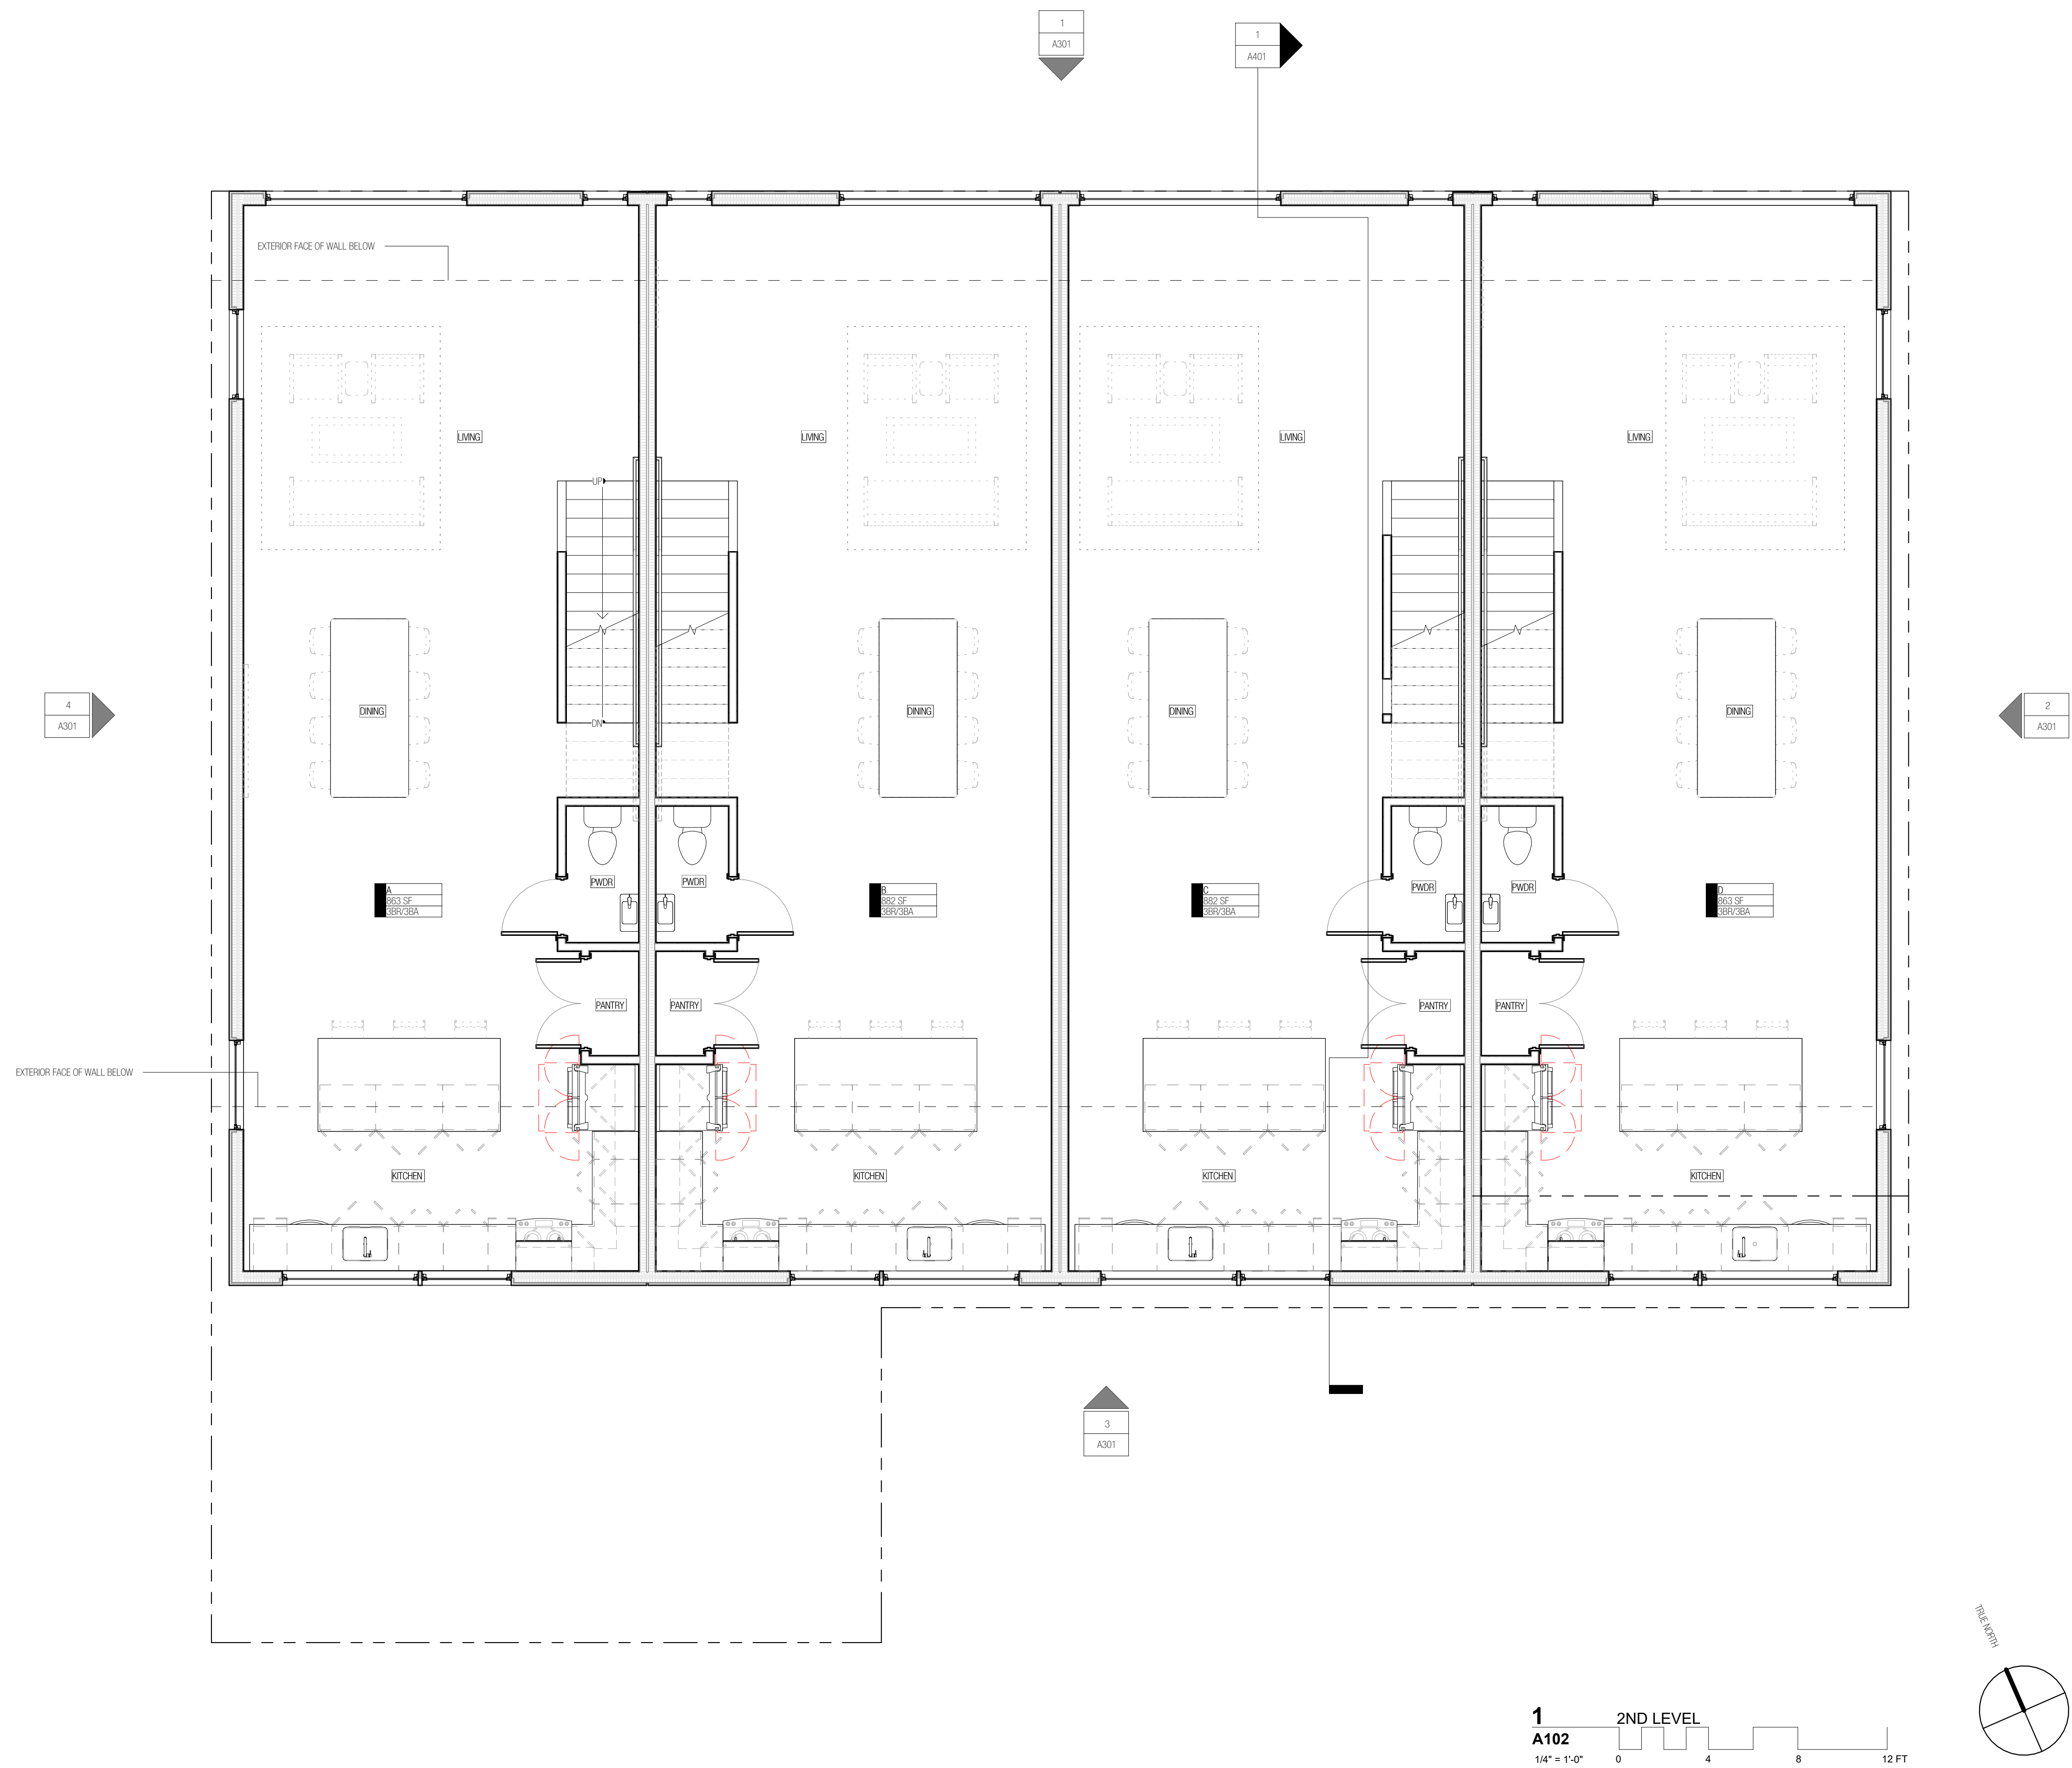 1
A301
1
A401
EXTERIOR FACE OF WALL BELOW
LIVING
LIVING
LIVING
LIVING
UP
4
A301
DINING
DINING
DINING
DINING
2
A301
DN
PWDR
PWDR
PWDR
PWDR
A
863 SF
3BR/3BA
B
882 SF
3BR/3BA
C
882 SF
3BR/3BA
D
863 SF
3BR/3BA
PANTRY
PANTRY
PANTRY
PANTRY
EXTERIOR FACE OF WALL BELOW
KITCHEN
KITCHEN
KITCHEN
KITCHEN
3
A301
TRUE NORTH
1
2ND LEVEL
A102
1/4" = 1'-0"
0
4
8
12 FT